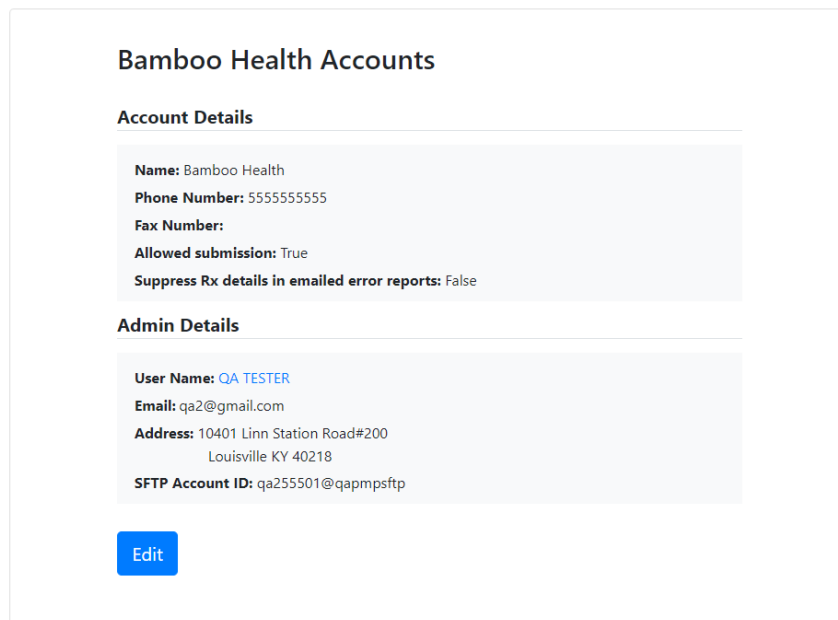 Bamboo Health Accounts
Account Details
Name: Bamboo Health
Phone Number: 5555555555
Fax Number:
Allowed submission: True
Suppress Rx details in emailed error reports: False
Admin Details
User Name: QA TESTER
Email: qa2@gmail.com
Address: 10401 Linn Station Road#200
Louisville KY 40218
SFTP Account ID: qa255501@qapmpsftp
Edit